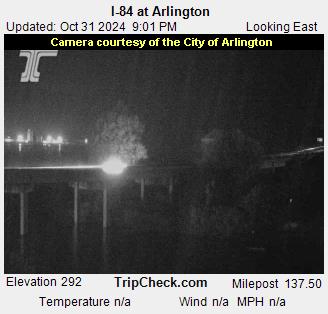 I-84 at Arlington
Updated: Oct 31 2024 9:01 PM Looking East
Camera courtesy of the City of Arlington
Elevation 292 TripCheck.com Milepost 137.50
Temperature n/a Wind n/a MPH n/a